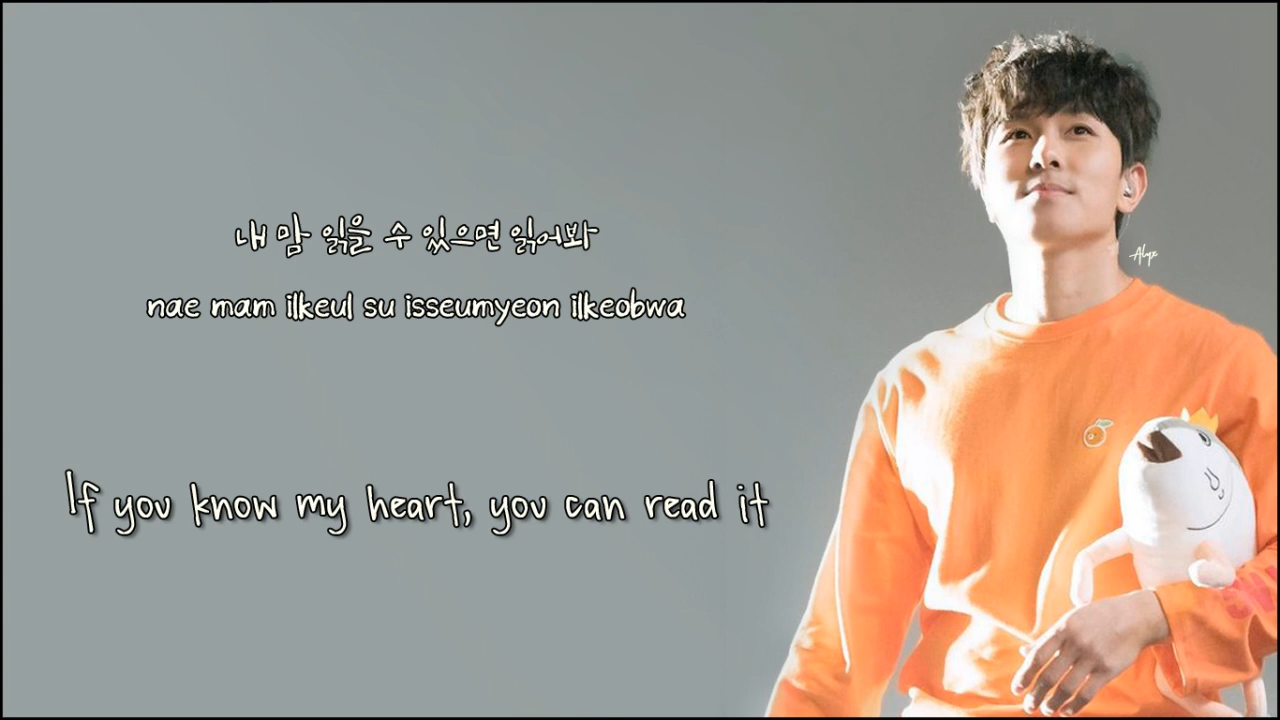 내 맘 읽을 수 있으면 읽어봐
nae mam ilkeul su isseumyeon ilkeobwa
If you know my heart, you can read it